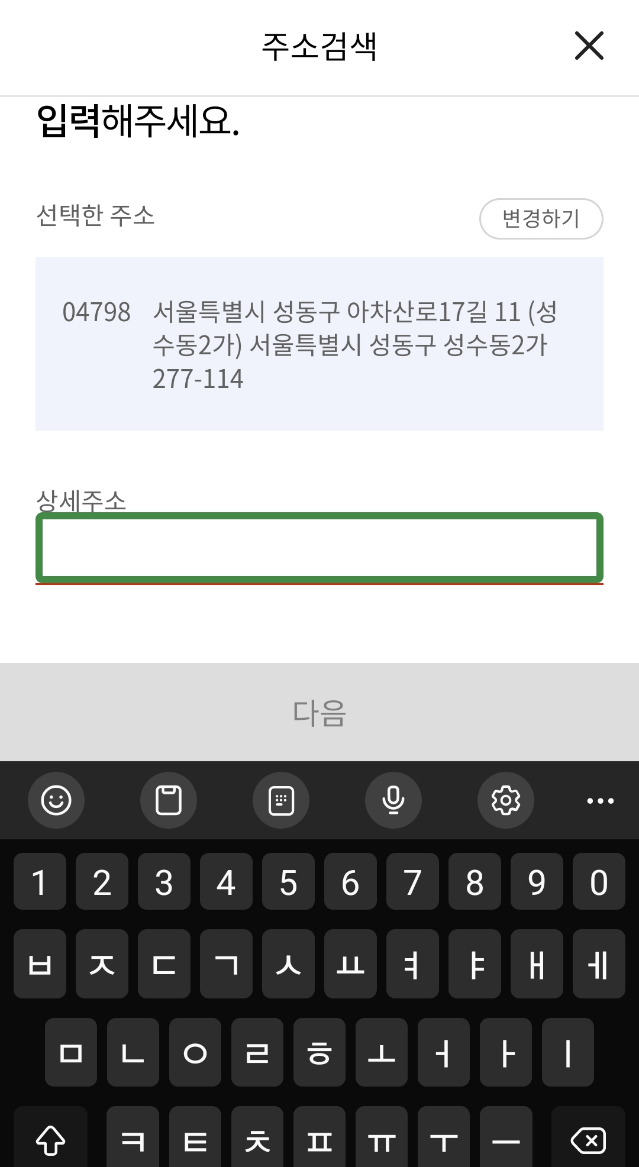 주소검색
입력해주세요.
선택한 주소
변경하기
04798 서울특별시 성동구 아차산로17길 11 (성
수동2가) 서울특별시 성동구 성수동2가
277-114
상세주소
다음
1 2 3 4 5 6 7 8 9 0
ㅂ ㅈ ㄷ ㄱ ㅅ ㅛ ㅕ ㅑ ㅐ ㅔ
ㅁ ㄴ ㅇ ㄹ ㅎ ㅗ ㅓ ㅏ ㅣ
ㅋ ㅌ ㅊ ㅍ ㅠ ㅜ ㅡ